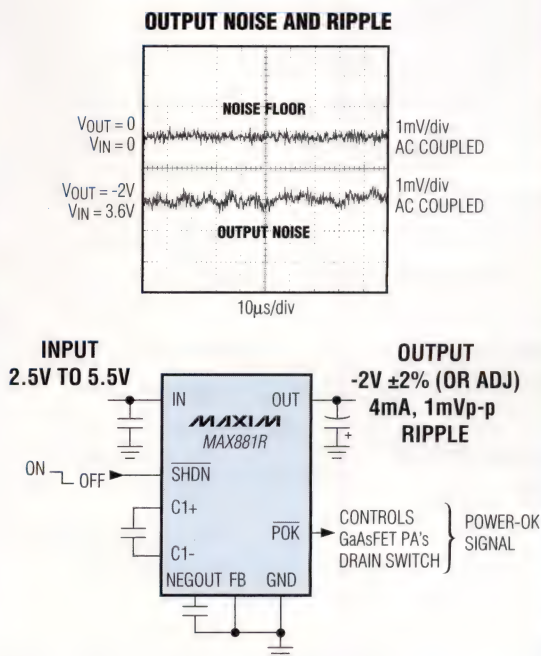 OUTPUT NOISE AND RIPPLE
NOISE FLOOR
VOUT = 0
VIN = 0
1mV/div
AC COUPLED
VOUT = -2V
VIN = 3.6V
1mV/div
AC COUPLED
OUTPUT NOISE
10µs/div
INPUT
2.5V TO 5.5V
OUTPUT
-2V ±2% (OR ADJ)
4mA, 1mVp-p
RIPPLE
IN
OUT
MAXIM
MAX881R
+
ON
OFF
SHDN
C1+
C1-
POK
CONTROLS
GaAsFET PA's
DRAIN SWITCH
POWER-OK
SIGNAL
NEGOUT FB GND